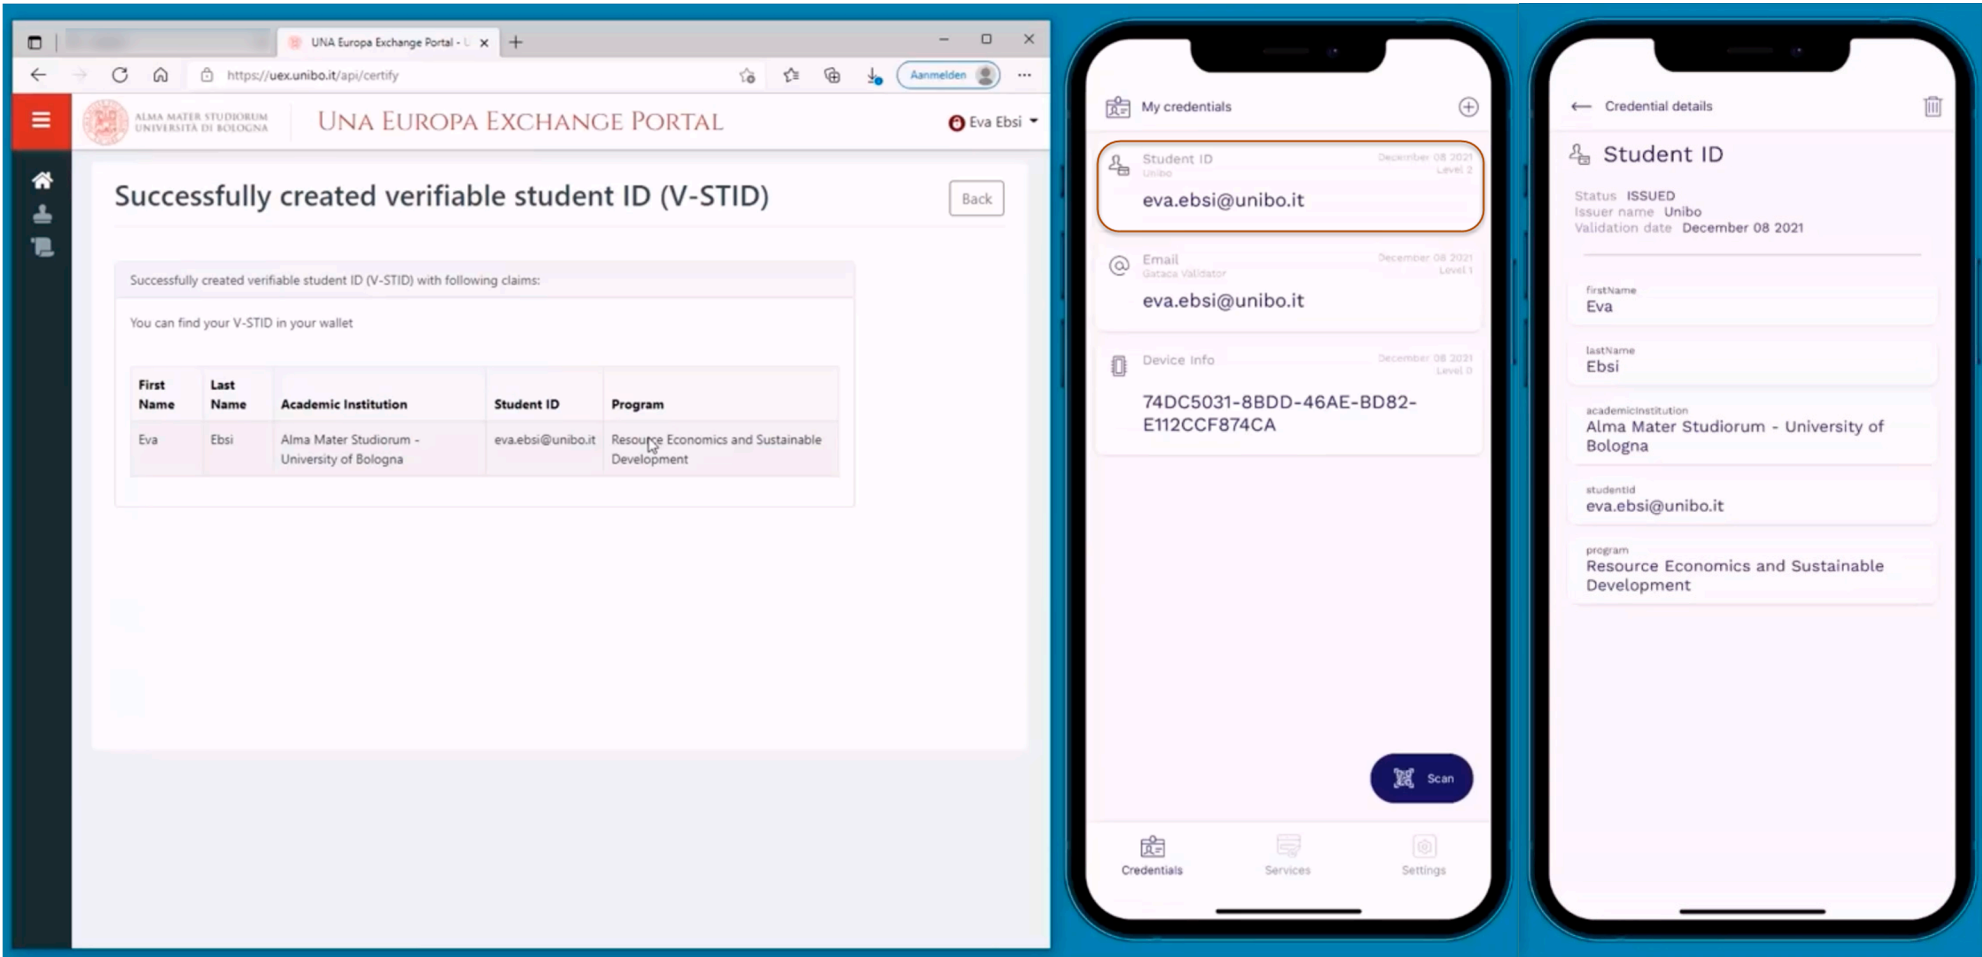 UNA Europa Exchange Portal - U
https://uex.unibo.it/api/certify
Aanmelden
ALMA MATER STUDIORUM
UNIVERSITÀ DI BOLOGNA
UNA EUROPA EXCHANGE PORTAL
Eva Ebsi
Successfully created verifiable student ID (V-STID)
Back
Successfully created verifiable student ID (V-STID) with following claims:
You can find your V-STID in your wallet
First Name
Last Name
Academic Institution
Student ID
Program
Eva
Ebsi
Alma Mater Studiorum -
University of Bologna
eva.ebsi@unibo.it
Resource Economics and Sustainable
Development
My credentials
Student ID
December 08 2021
Unibo
Level 2
eva.ebsi@unibo.it
Email
December 08 2021
Gataca Validator
Level 1
eva.ebsi@unibo.it
Device Info
December 08 2021
Level 0
74DC5031-8BDD-46AE-BD82-
E112CCF874CA
Scan
Credentials
Services
Settings
Credential details
Student ID
Status ISSUED
Issuer name Unibo
Validation date December 08 2021
firstName
Eva
lastName
Ebsi
academicInstitution
Alma Mater Studiorum - University of
Bologna
studentId
eva.ebsi@unibo.it
program
Resource Economics and Sustainable
Development